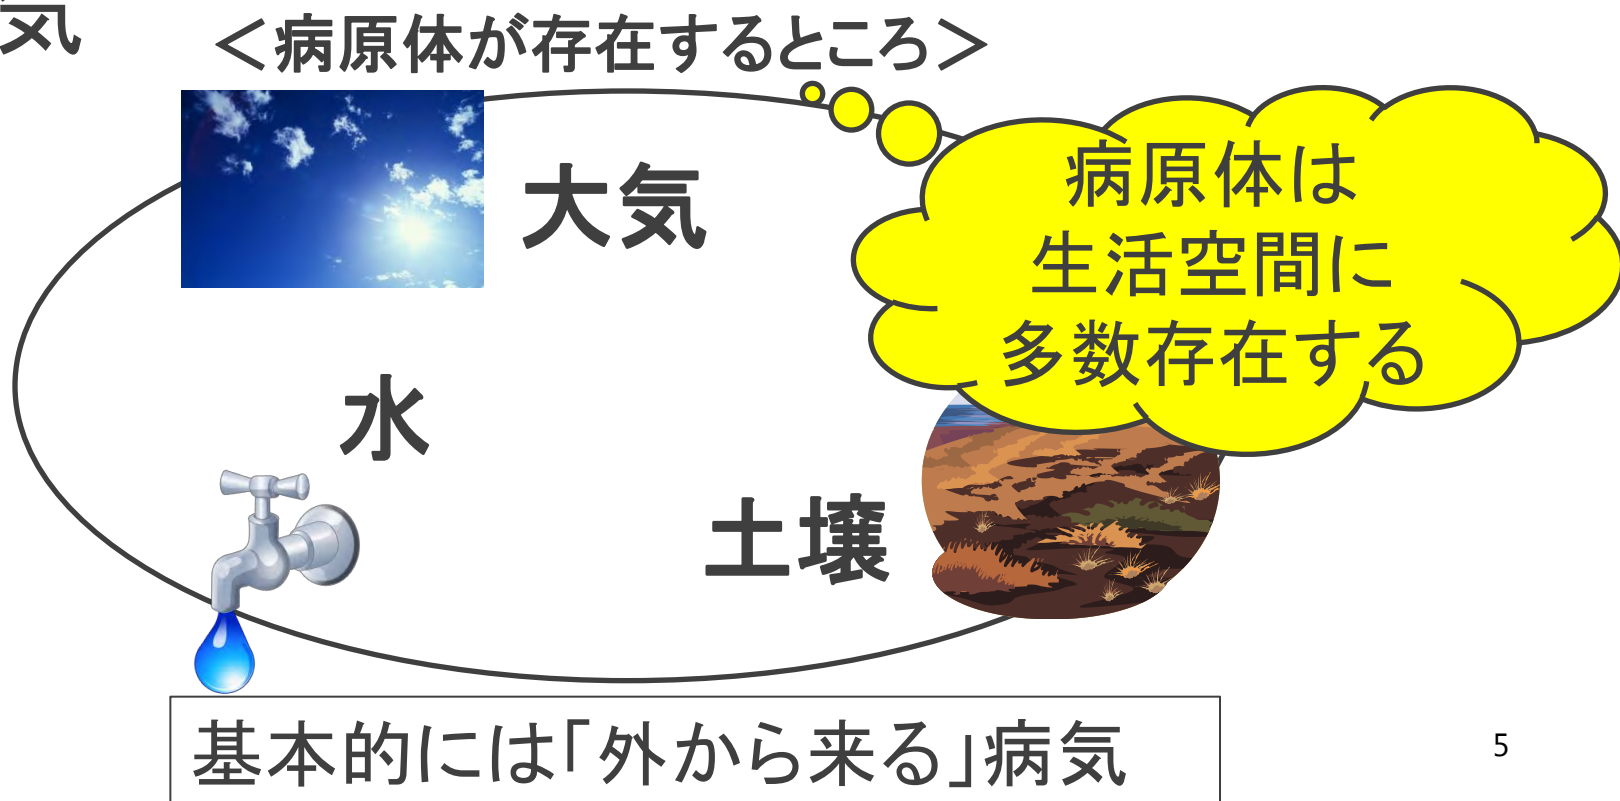 気
＜病原体が存在するところ＞
大気
病原体は
生活空間に
多数存在する
水
土壌
基本的には「外から来る」病気
5